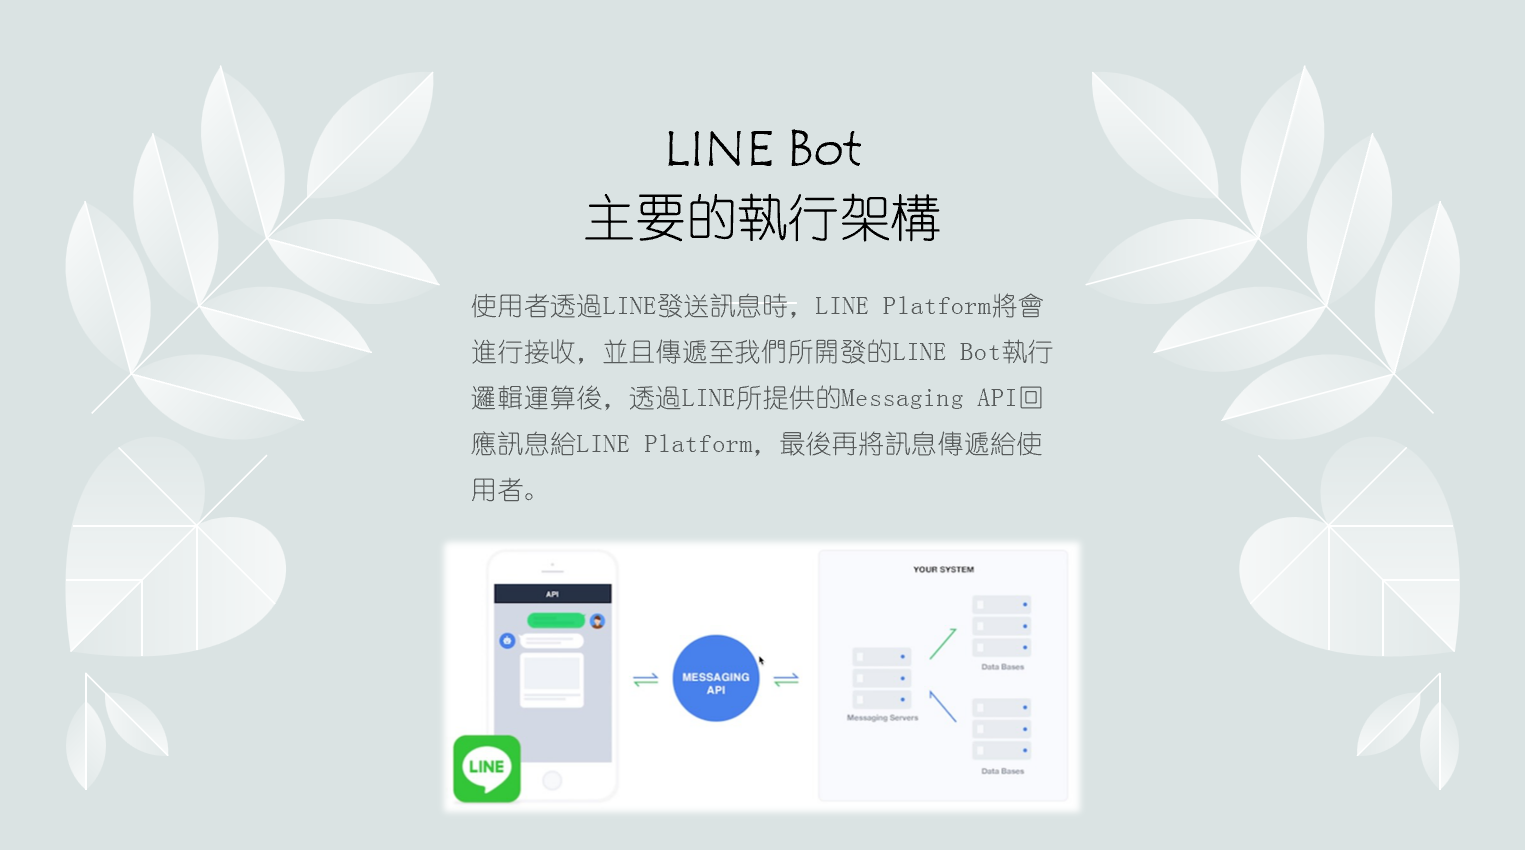 LINE Bot
主要的執行架構
使用者透過LINE發送訊息時，LINE Platform將會
進行接收，並且傳遞至我們所開發的LINE Bot執行
邏輯運算後，透過LINE所提供的Messaging API回
應訊息給LINE Platform，最後再將訊息傳遞給使
用者。
API
LINE
MESSAGING
API
YOUR SYSTEM
Messaging Servers
Data Bases
Data Bases